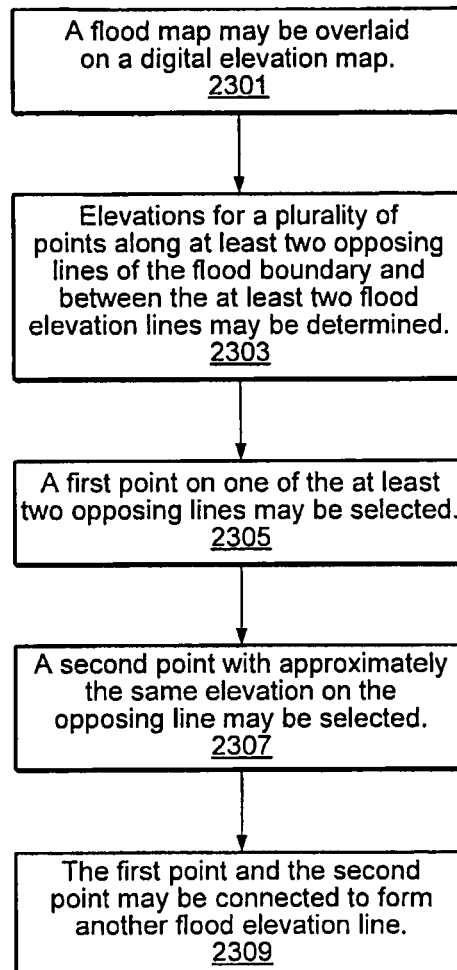 A flood map may be overlaid
on a digital elevation map.
2301
Elevations for a plurality of
points along at least two opposing
lines of the flood boundary and
between the at least two flood
elevation lines may be determined.
2303
A first point on one of the at least
two opposing lines may be selected.
2305
A second point with approximately
the same elevation on the
opposing line may be selected.
2307
The first point and the second
point may be connected to form
another flood elevation line.
2309